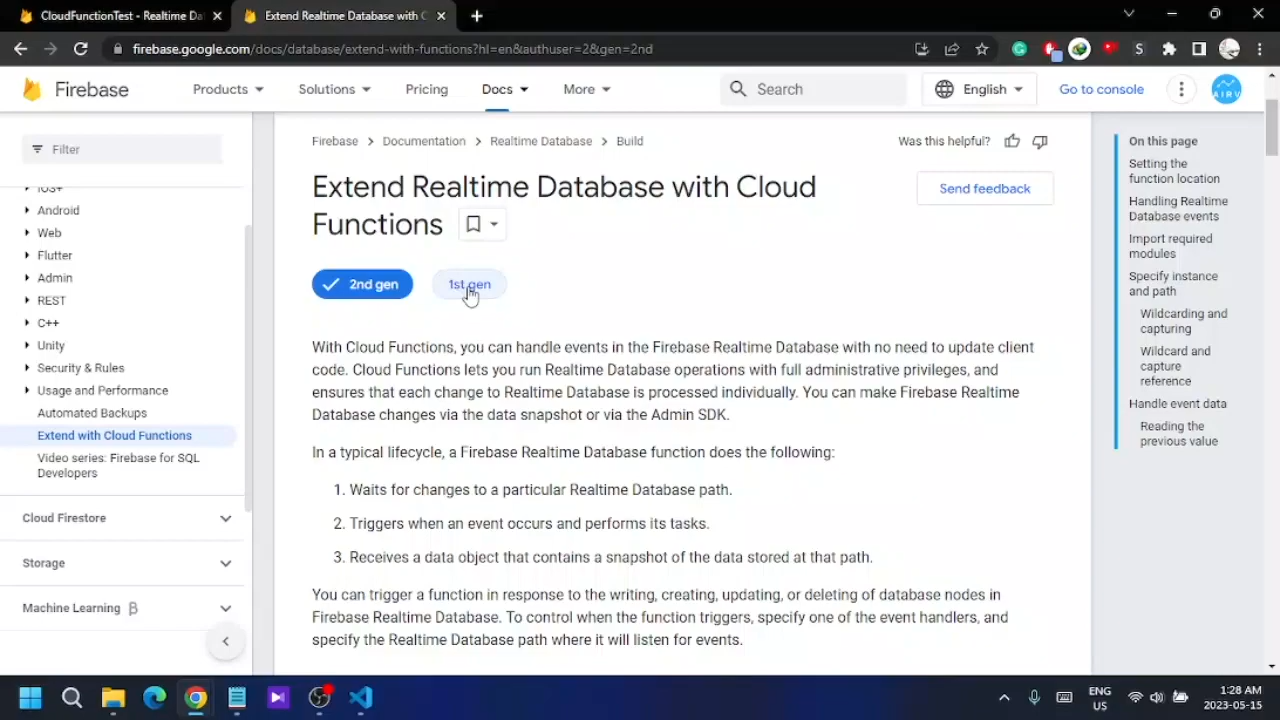 CloudFunctionTest - Realtime Da
Extend Realtime Database with C
firebase.google.com/docs/database/extend-with-functions?hl=en&authuser=2&gen=2nd
Firebase
Products
Solutions
Pricing
Docs
More
Search
English
Go to console
AIRV
Filter
iOS+
Android
Web
Flutter
Admin
REST
C++
Unity
Security & Rules
Usage and Performance
Automated Backups
Extend with Cloud Functions
Video series: Firebase for SQL
Developers
Cloud Firestore
Storage
Machine Learning β
Firebase > Documentation > Realtime Database > Build
Was this helpful?
Extend Realtime Database with Cloud
Functions
Send feedback
2nd gen
1st gen
With Cloud Functions, you can handle events in the Firebase Realtime Database with no need to update client
code. Cloud Functions lets you run Realtime Database operations with full administrative privileges, and
ensures that each change to Realtime Database is processed individually. You can make Firebase Realtime
Database changes via the data snapshot or via the Admin SDK.
In a typical lifecycle, a Firebase Realtime Database function does the following:
1. Waits for changes to a particular Realtime Database path.
2. Triggers when an event occurs and performs its tasks.
3. Receives a data object that contains a snapshot of the data stored at that path.
You can trigger a function in response to the writing, creating, updating, or deleting of database nodes in
Firebase Realtime Database. To control when the function triggers, specify one of the event handlers, and
specify the Realtime Database path where it will listen for events.
On this page
Setting the
function location
Handling Realtime
Database events
Import required
modules
Specify instance
and path
Wildcarding and
capturing
Wildcard and
capture
reference
Handle event data
Reading the
previous value
ENG
US
1:28 AM
2023-05-15